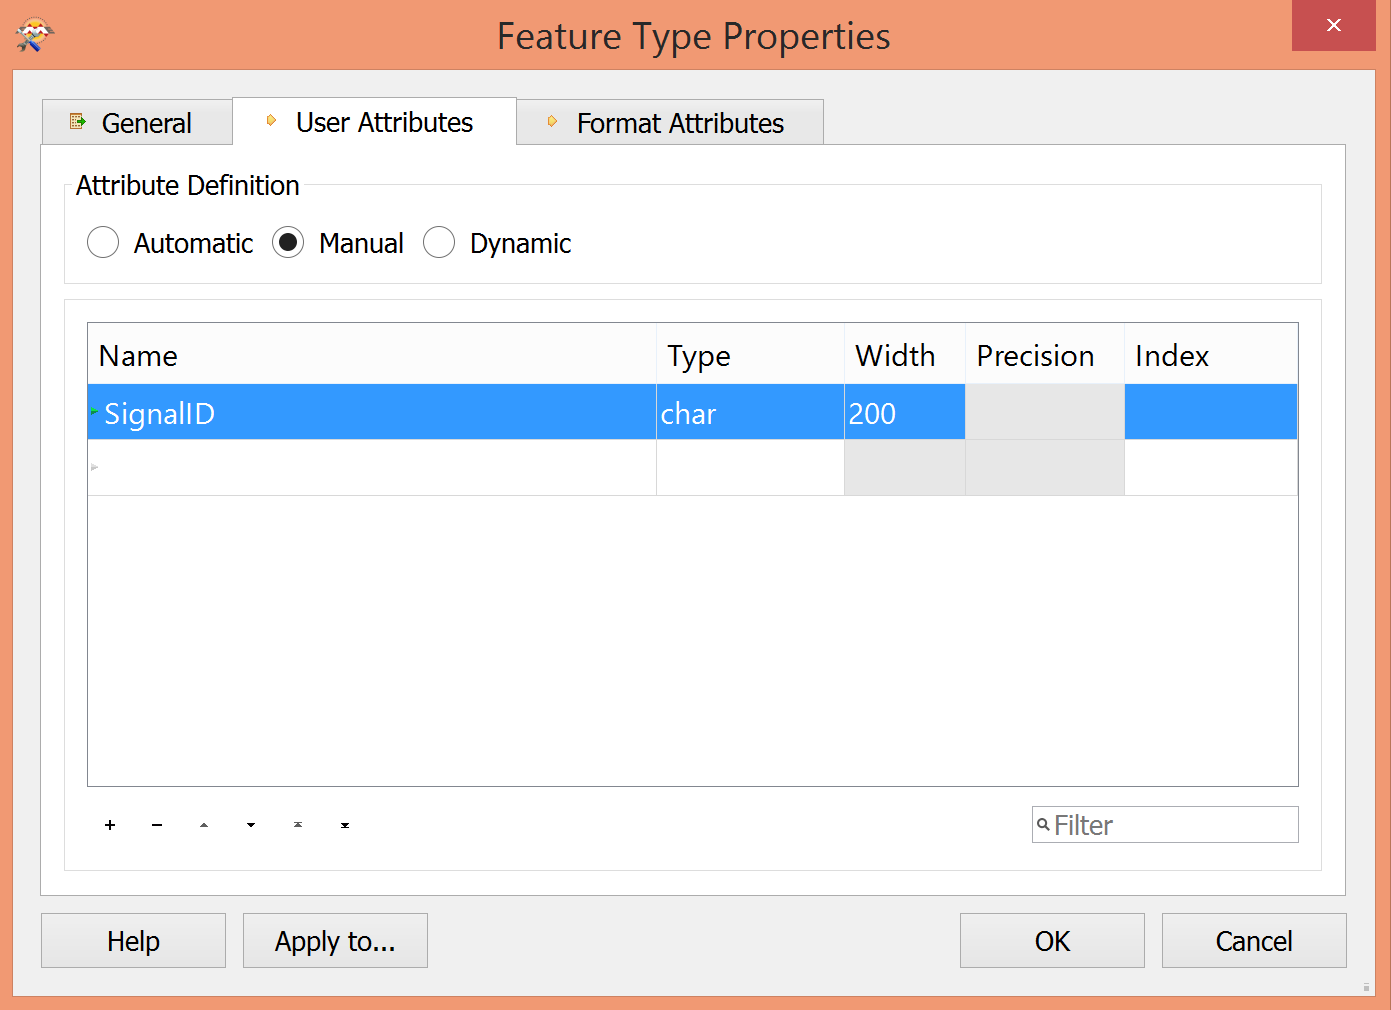 Feature Type Properties
General User Attributes Format Attributes
Attribute Definition
Automatic Manual Dynamic
Name Type Width Precision Index
SignalID char 200
Filter
Help Apply to... OK Cancel